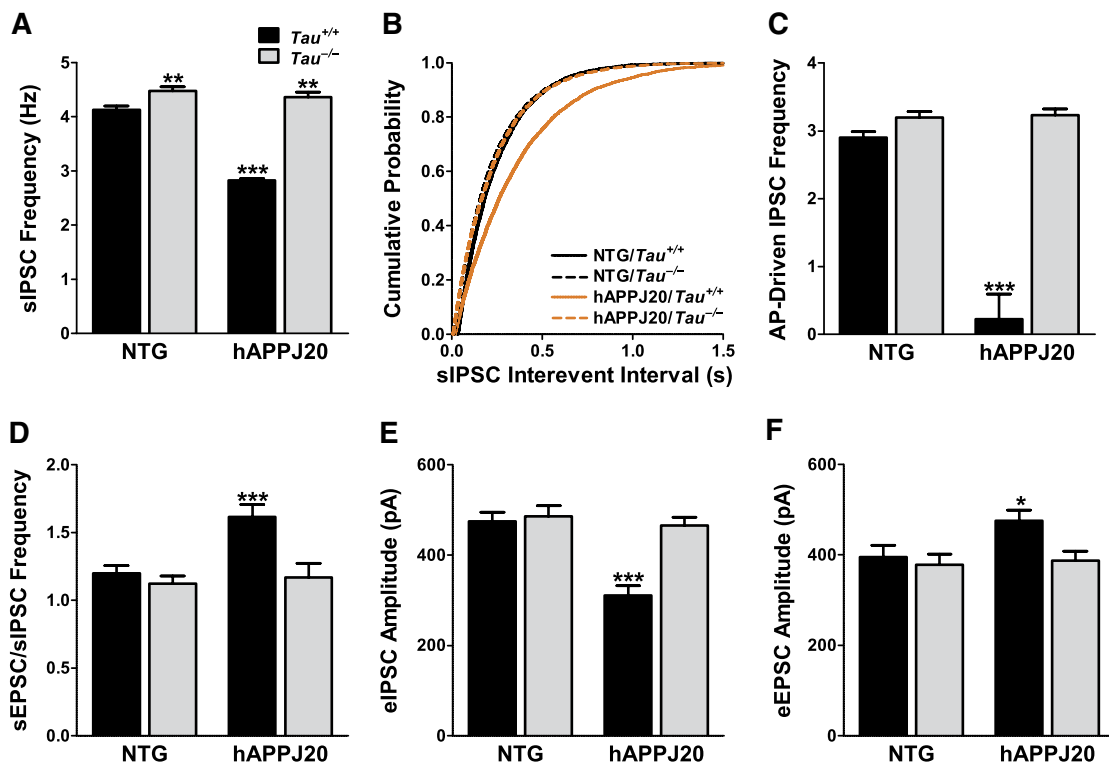 A
Tau+/+
Tau−/−
sIPSC Frequency (Hz)
5
4
3
2
1
0
**
***
**
NTG
hAPPJ20
B
Cumulative Probability
1.0
0.8
0.6
0.4
0.2
0.0
NTG/Tau+/+
NTG/Tau−/−
hAPPJ20/Tau+/+
hAPPJ20/Tau−/−
0.0
0.5
1.0
1.5
sIPSC Interevent Interval (s)
C
AP-Driven IPSC Frequency
4
3
2
1
0
***
NTG
hAPPJ20
D
sEPSC/sIPSC Frequency
2.0
1.5
1.0
0.5
0.0
***
NTG
hAPPJ20
E
eIPSC Amplitude (pA)
600
400
200
0
***
NTG
hAPPJ20
F
eEPSC Amplitude (pA)
600
400
200
0
*
NTG
hAPPJ20